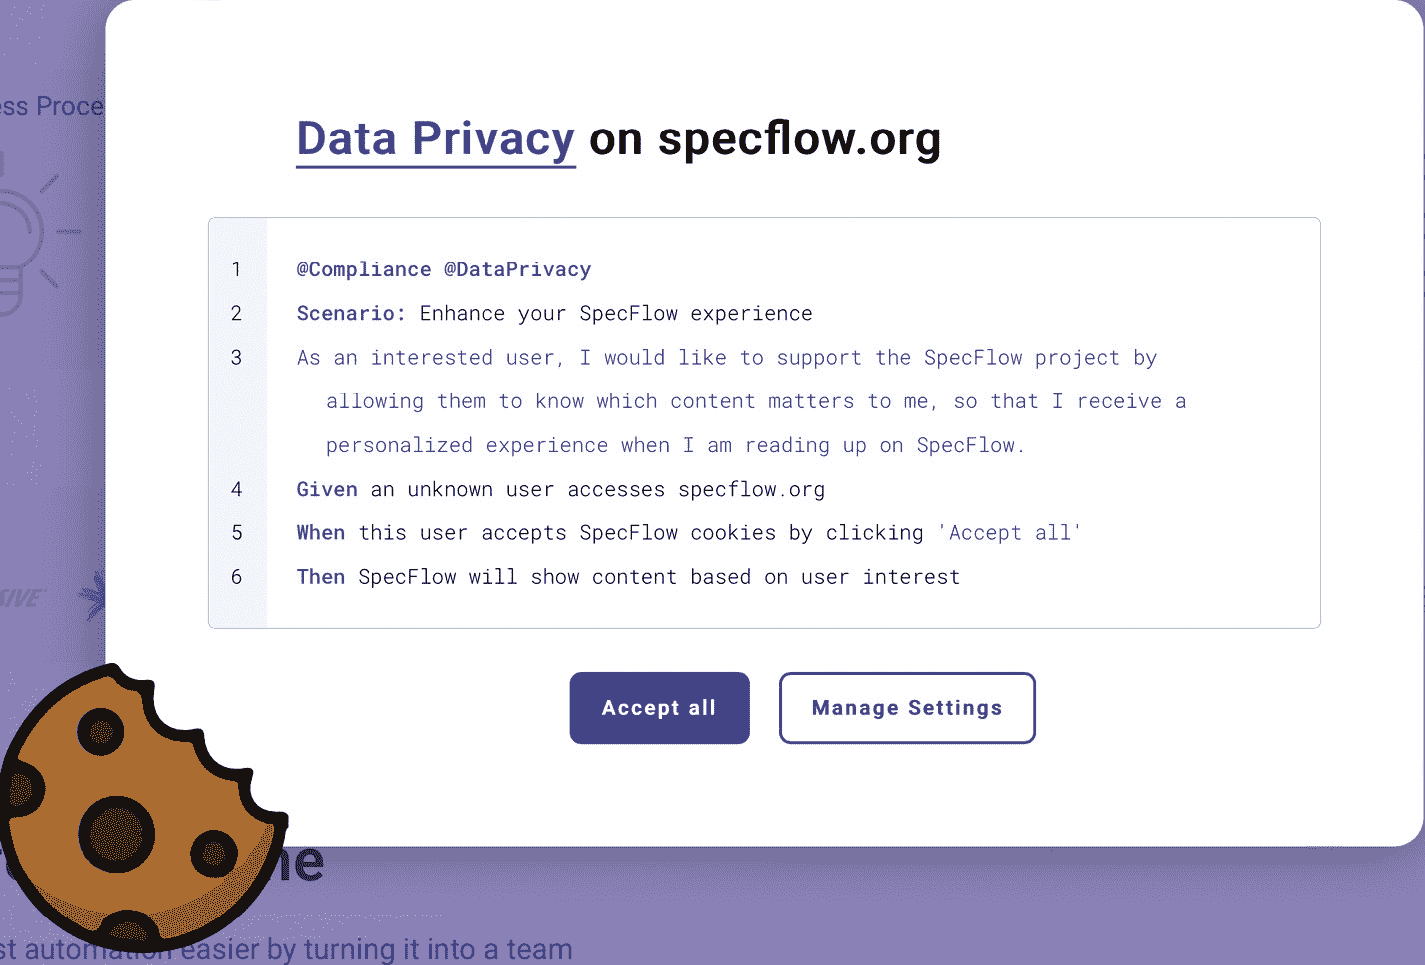 ess Proce
Data Privacy on specflow.org
1 @Compliance @DataPrivacy
2 Scenario: Enhance your SpecFlow experience
3 As an interested user, I would like to support the SpecFlow project by
allowing them to know which content matters to me, so that I receive a
personalized experience when I am reading up on SpecFlow.
4 Given an unknown user accesses specflow.org
5 When this user accepts SpecFlow cookies by clicking 'Accept all'
6 Then SpecFlow will show content based on user interest
SIVE
Accept all Manage Settings
ne
st automation easier by turning it into a team